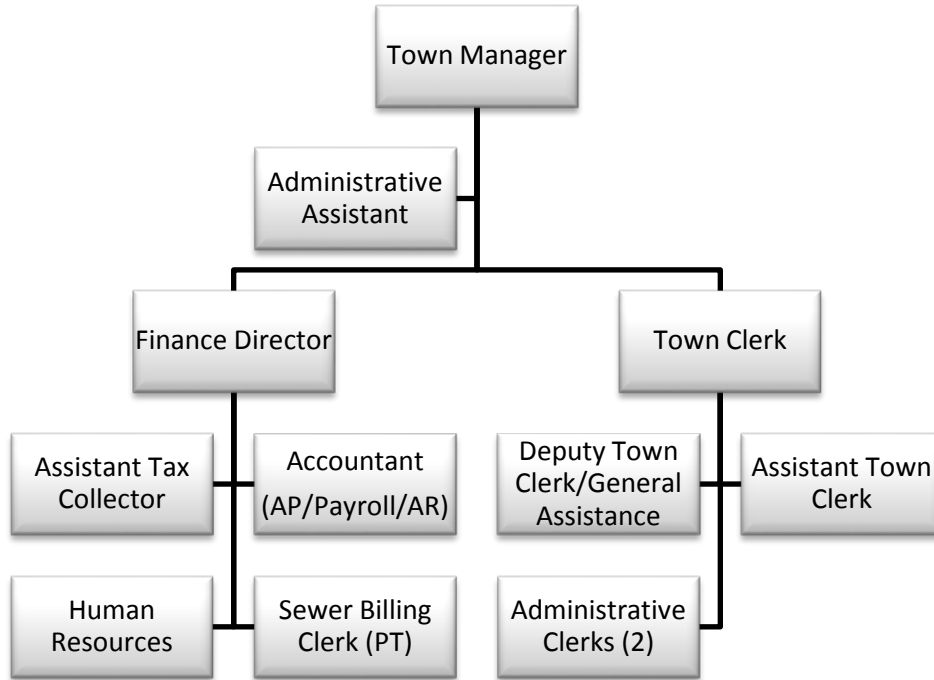 Town Manager
Administrative
Assistant
Finance Director
Town Clerk
Assistant Tax
Collector
Accountant
(AP/Payroll/AR)
Deputy Town
Clerk/General
Assistance
Assistant Town
Clerk
Human
Resources
Sewer Billing
Clerk (PT)
Administrative
Clerks (2)